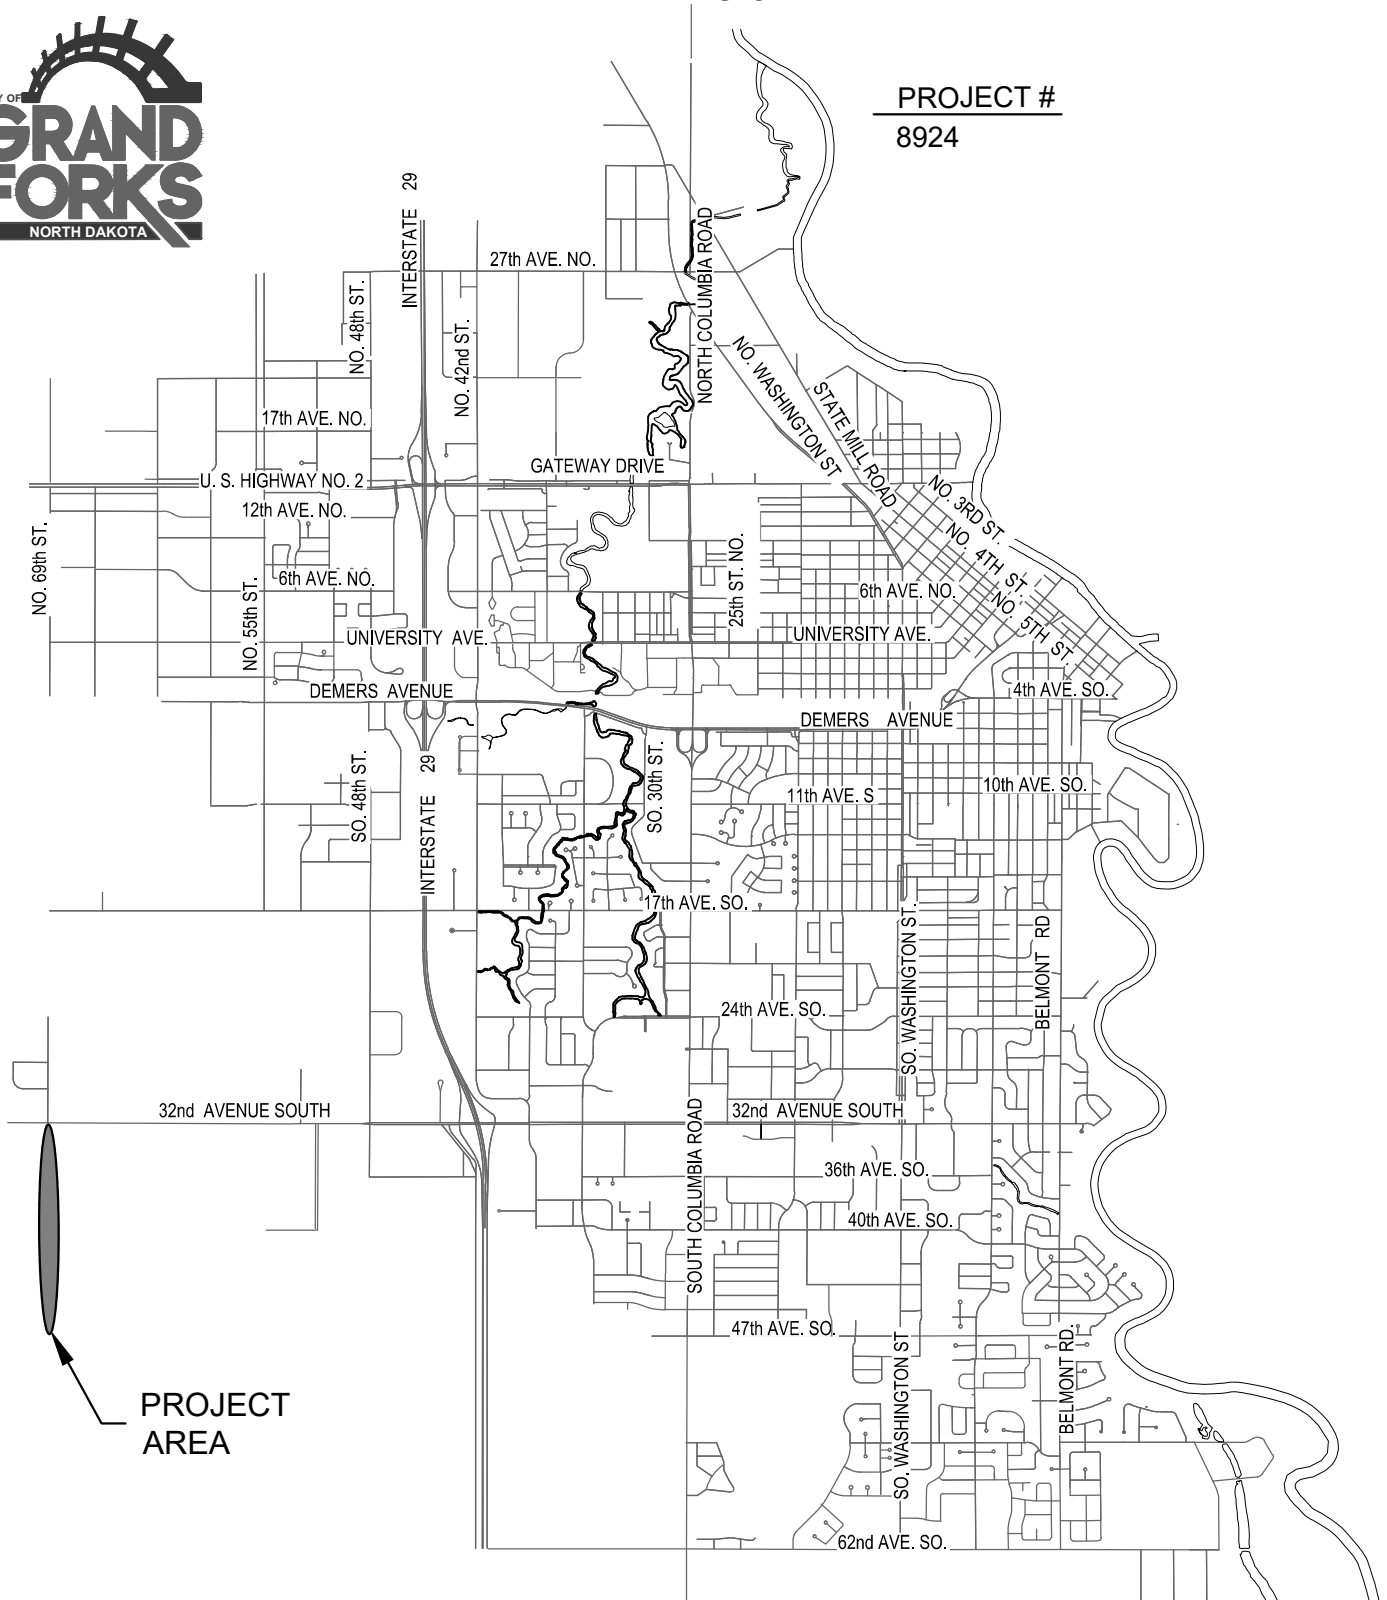 Y OF
GRAND
FORKS
NORTH DAKOTA
PROJECT #
8924
INTERSTATE 29
27th AVE. NO.
NORTH COLUMBIA ROAD
NO. 48th ST.
NO. 42nd ST.
NO. WASHINGTON ST
STATE MILL ROAD
17th AVE. NO.
GATEWAY DRIVE
U. S. HIGHWAY NO. 2
12th AVE. NO.
NO. 3RD ST.
NO. 4TH ST.
NO. 5TH ST.
NO. 69th ST.
NO. 55th ST.
6th AVE. NO.
25th ST. NO.
6th AVE. NO.
UNIVERSITY AVE.
UNIVERSITY AVE.
DEMERS AVENUE
4th AVE. SO.
DEMERS AVENUE
SO. 48th ST.
INTERSTATE 29
SO. 30th ST.
11th AVE. S
10th AVE. SO.
17th AVE. SO.
SO. WASHINGTON ST.
BELMONT RD
24th AVE. SO.
32nd AVENUE SOUTH
32nd AVENUE SOUTH
SOUTH COLUMBIA ROAD
36th AVE. SO.
40th AVE. SO.
47th AVE. SO.
SO. WASHINGTON ST
BELMONT RD.
PROJECT
AREA
62nd AVE. SO.